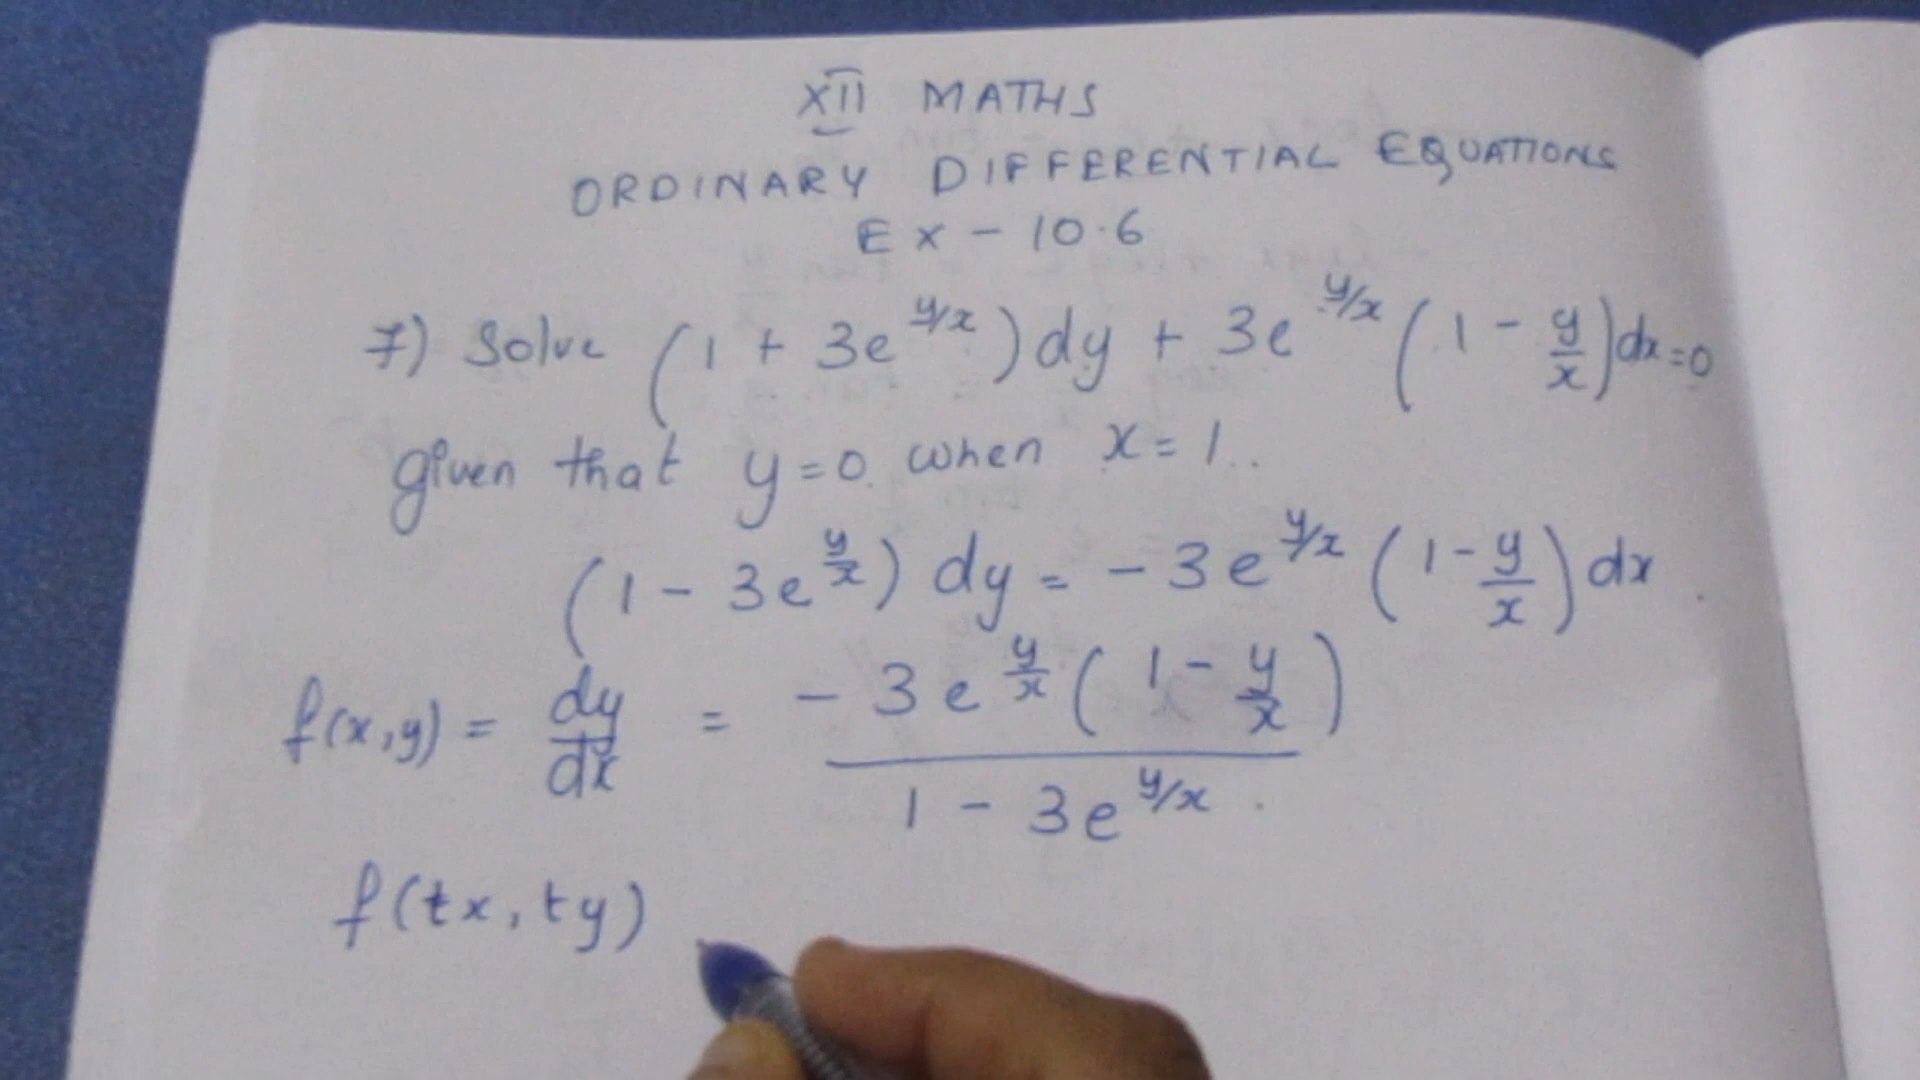 XII MATHS
ORDINARY DIFFERENTIAL EQUATIONS
EX - 10.6
7) Solve (1 + 3e^{y/x}) dy + 3e^{y/x} (1 - y/x) dx = 0
given that y = 0 when x = 1.
(1 - 3e^{y/x}) dy = - 3e^{y/x} (1 - y/x) dx
f(x,y) = dy/dx = - 3e^{y/x} (1 - y/x) / 1 - 3e^{y/x}
f(tx, ty)